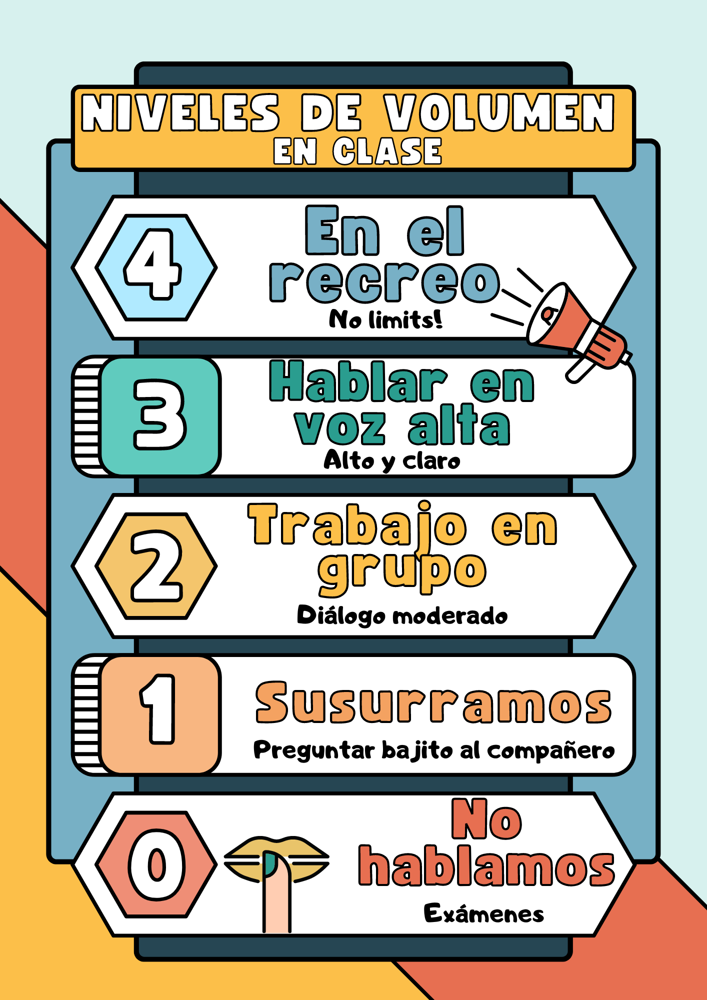 NIVELES DE VOLUMEN
EN CLASE
4
En el
recreo
No limits!
3
Hablar en
voz alta
Alto y claro
2
Trabajo en
grupo
Diálogo moderado
1
Susurramos
Preguntar bajito al compañero
0
No
hablamos
Exámenes